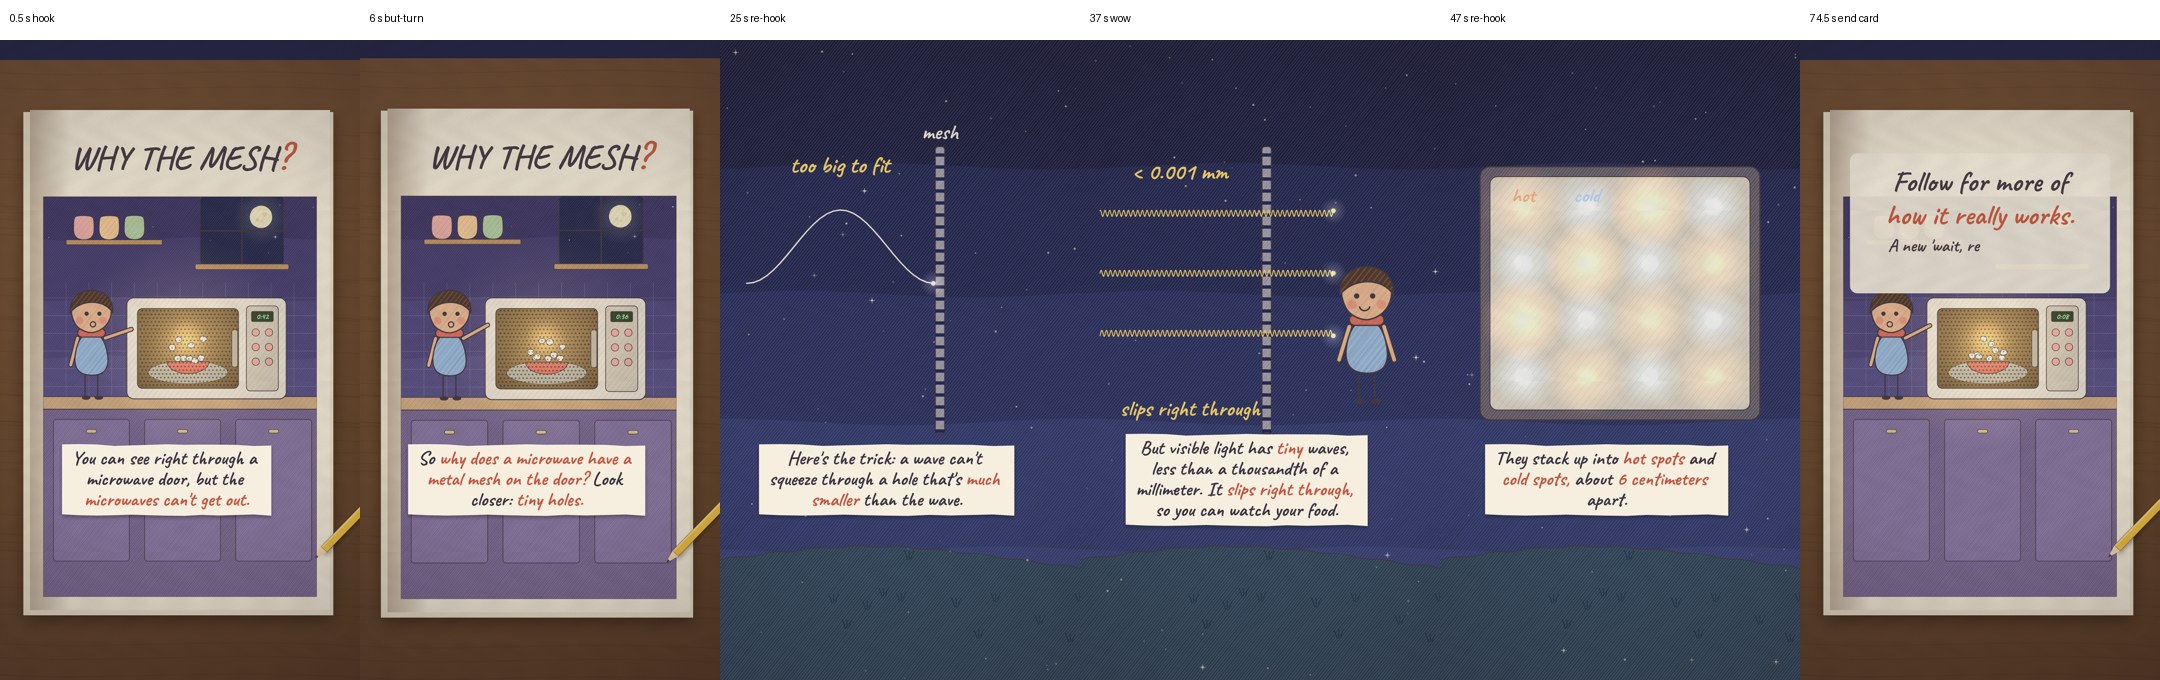 0.5 s hook
6 s but-turn
25 s re-hook
37 s wow
47 s re-hook
74.5 s end card
WHY THE MESH?
0:42
You can see right through a
microwave door, but the
microwaves can't get out.
WHY THE MESH?
0:36
So why does a microwave have a
metal mesh on the door? Look
closer: tiny holes.
mesh
too big to fit
Here's the trick: a wave can't
squeeze through a hole that's much
smaller than the wave.
< 0.001 mm
slips right through
But visible light has tiny waves,
less than a thousandth of a
millimeter. It slips right through,
so you can watch your food.
hot cold
They stack up into hot spots and
cold spots, about 6 centimeters
apart.
Follow for more of
how it really works.
A new 'wait, re
0:08